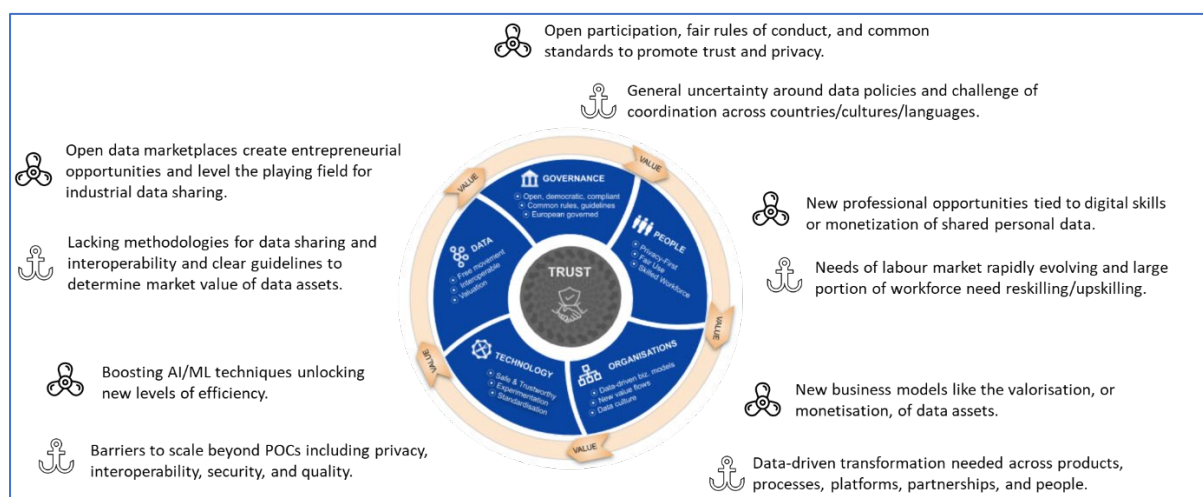 Open participation, fair rules of conduct, and common
standards to promote trust and privacy.
General uncertainty around data policies and challenge of
coordination across countries/cultures/languages.
Open data marketplaces create entrepreneurial
opportunities and level the playing field for
industrial data sharing.
Lacking methodologies for data sharing and
interoperability and clear guidelines to
determine market value of data assets.
Boosting AI/ML techniques unlocking
new levels of efficiency.
Barriers to scale beyond POCs including privacy,
interoperability, security, and quality.
VALUE
VALUE
VALUE
VALUE
VALUE
GOVERNANCE
Open, democratic, compliant
Common rules, guidelines
European governed
PEOPLE
Privacy-First
Fair Use
Skilled Workforce
ORGANISATIONS
Data-driven biz. models
New value flows
Data culture
TECHNOLOGY
Safe & Trustworthy
Experimentation
Standardisation
DATA
Free movement
Interoperable
Valuation
TRUST
New professional opportunities tied to digital skills
or monetization of shared personal data.
Needs of labour market rapidly evolving and large
portion of workforce need reskilling/upskilling.
New business models like the valorisation, or
monetisation, of data assets.
Data-driven transformation needed across products,
processes, platforms, partnerships, and people.